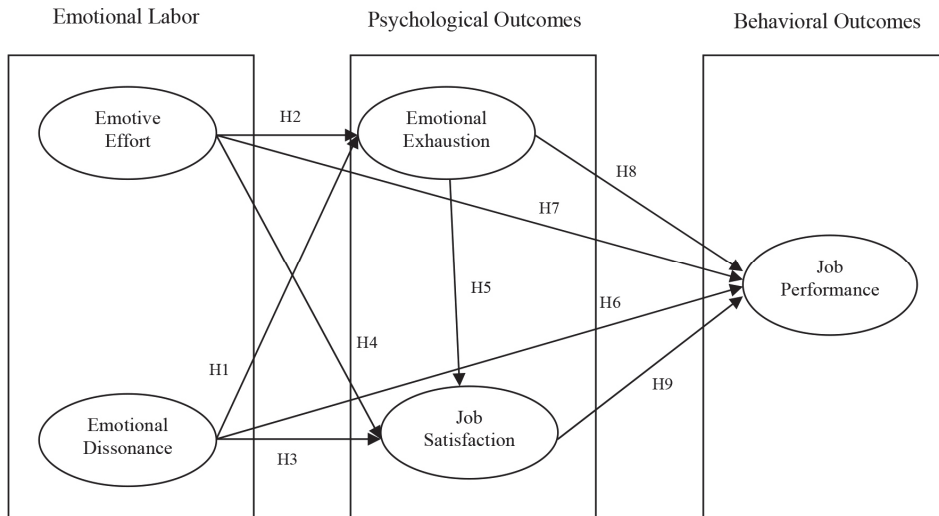 Emotional Labor
Psychological Outcomes
Behavioral Outcomes
Emotive
Effort
H2
Emotional
Exhaustion
H8
H7
Job
Performance
H5
H6
H1
H4
H9
Emotional
Dissonance
H3
Job
Satisfaction